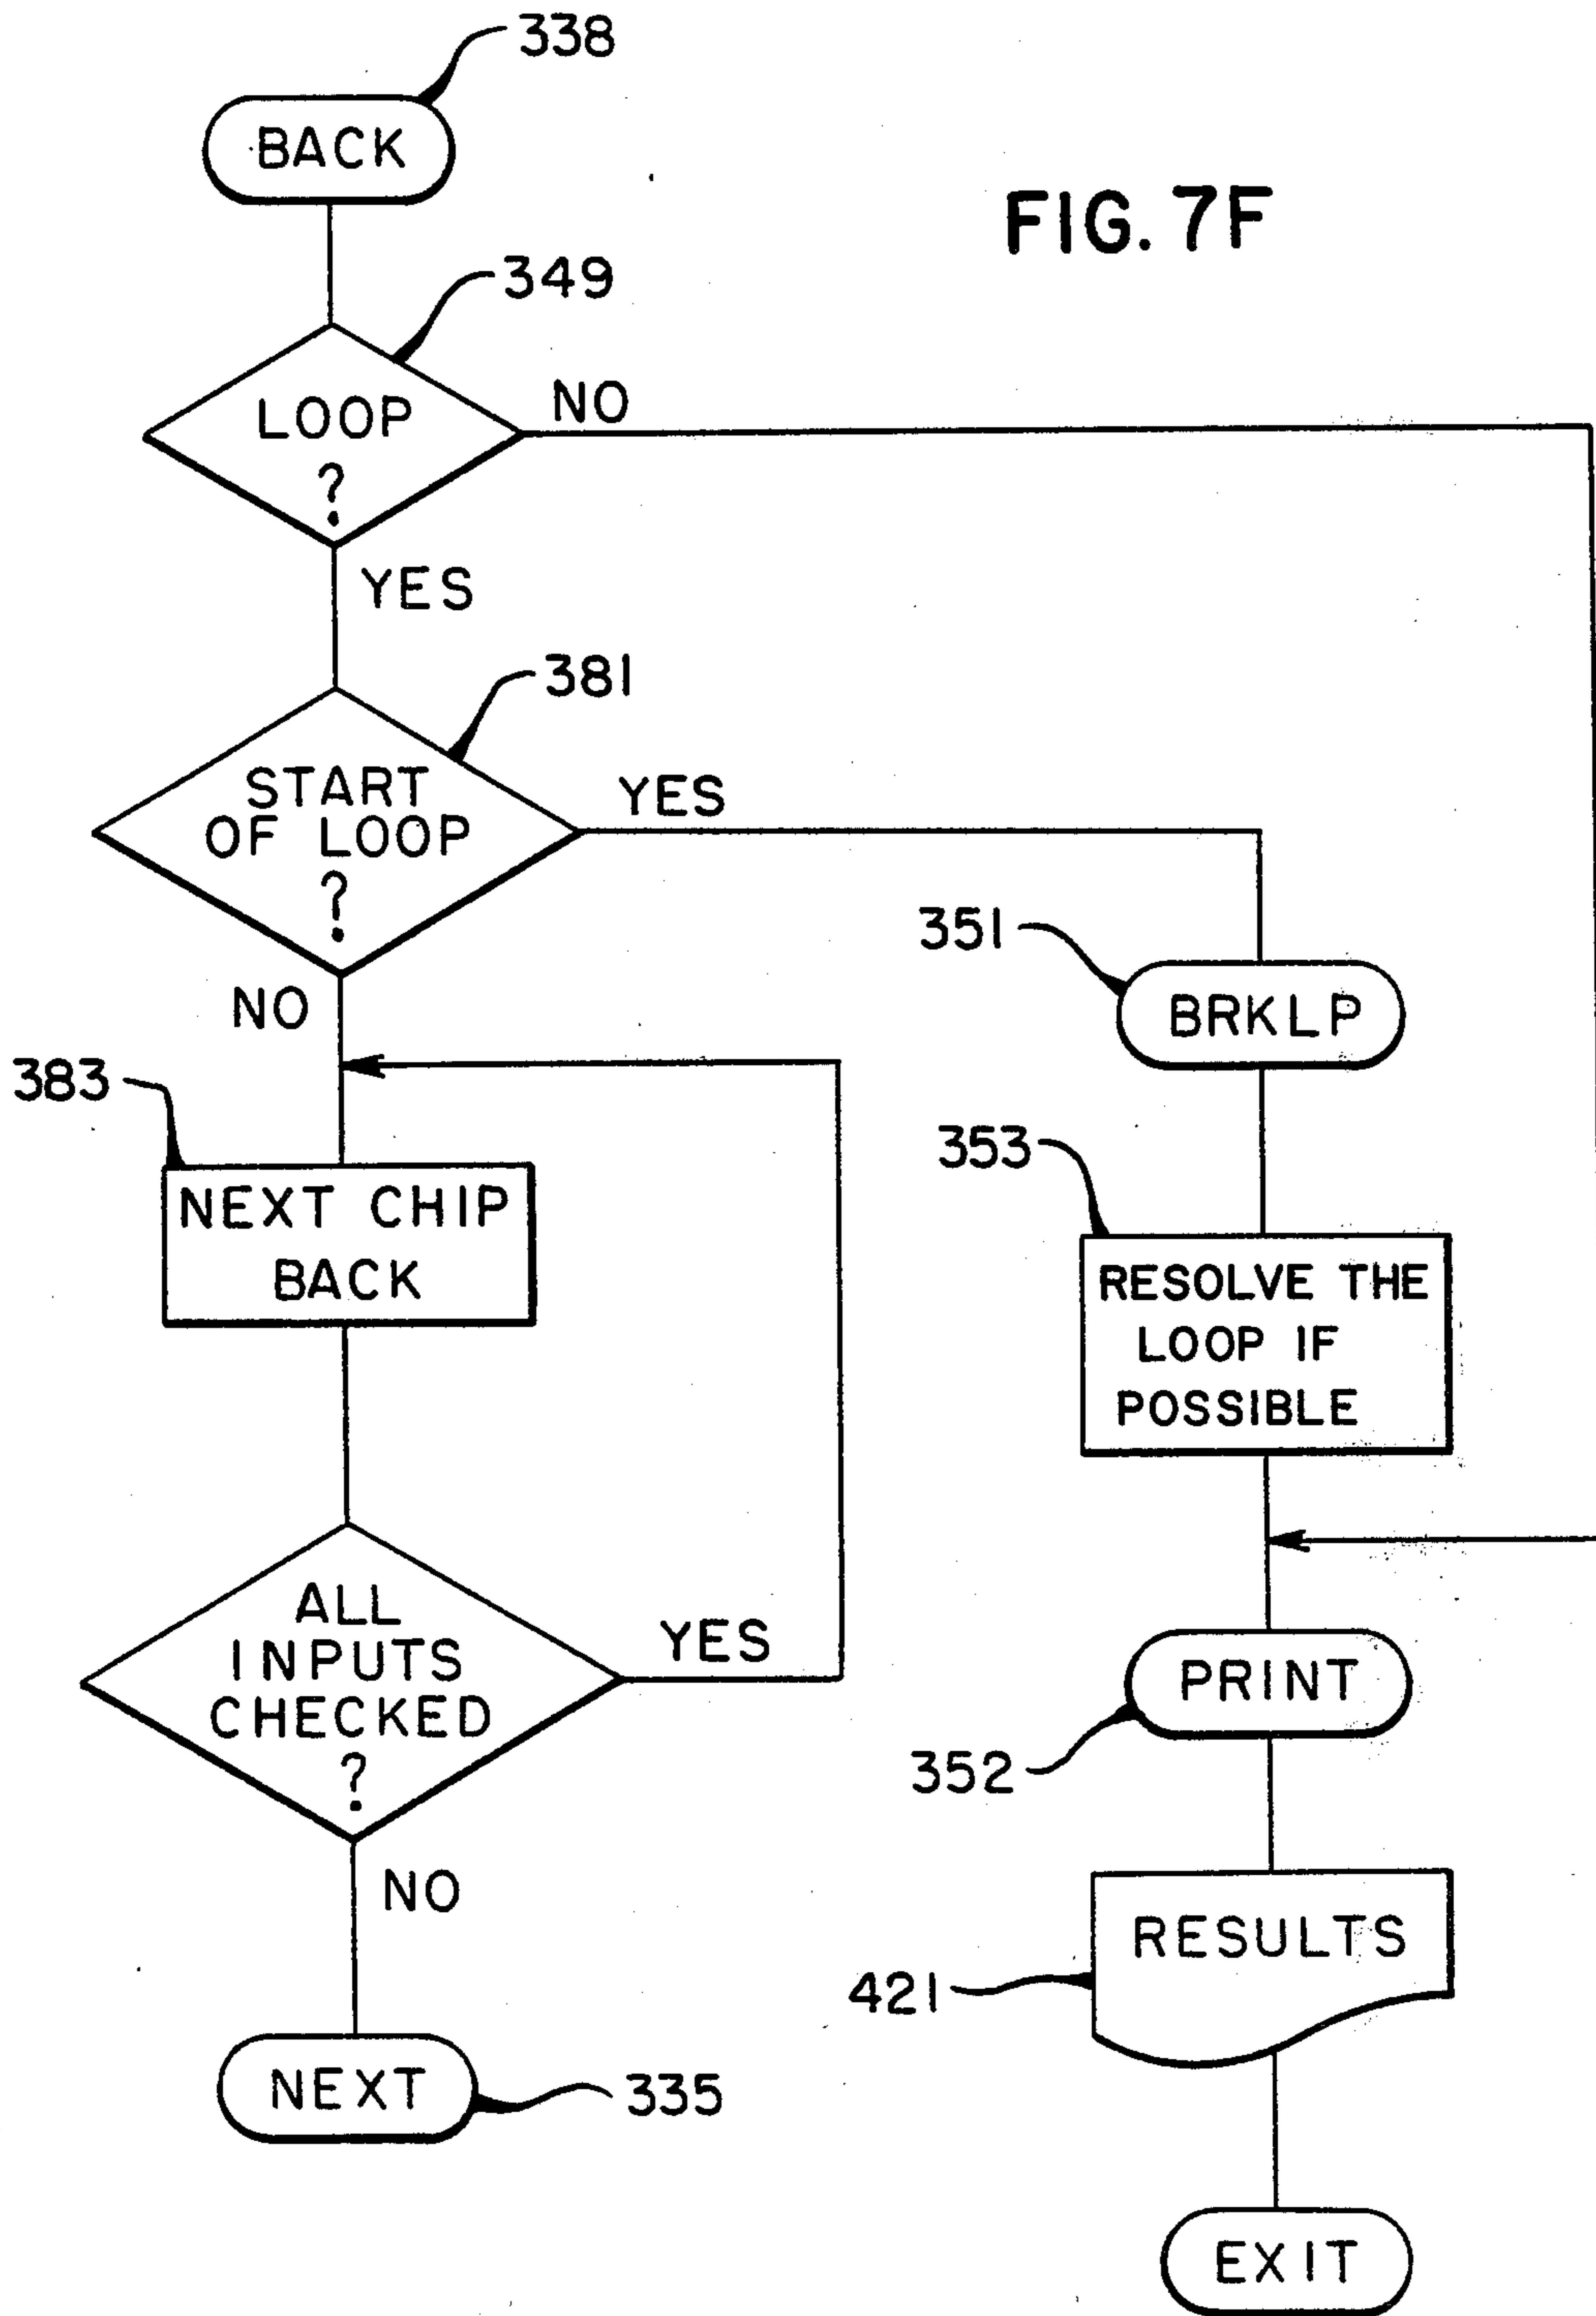 338
BACK
FIG. 7F
349
LOOP
?
NO
YES
381
START
OF LOOP
?
YES
NO
351
BRKLP
383
NEXT CHIP
BACK
353
RESOLVE THE
LOOP IF
POSSIBLE
ALL
INPUTS
CHECKED
?
YES
NO
PRINT
352
RESULTS
421
NEXT
335
EXIT